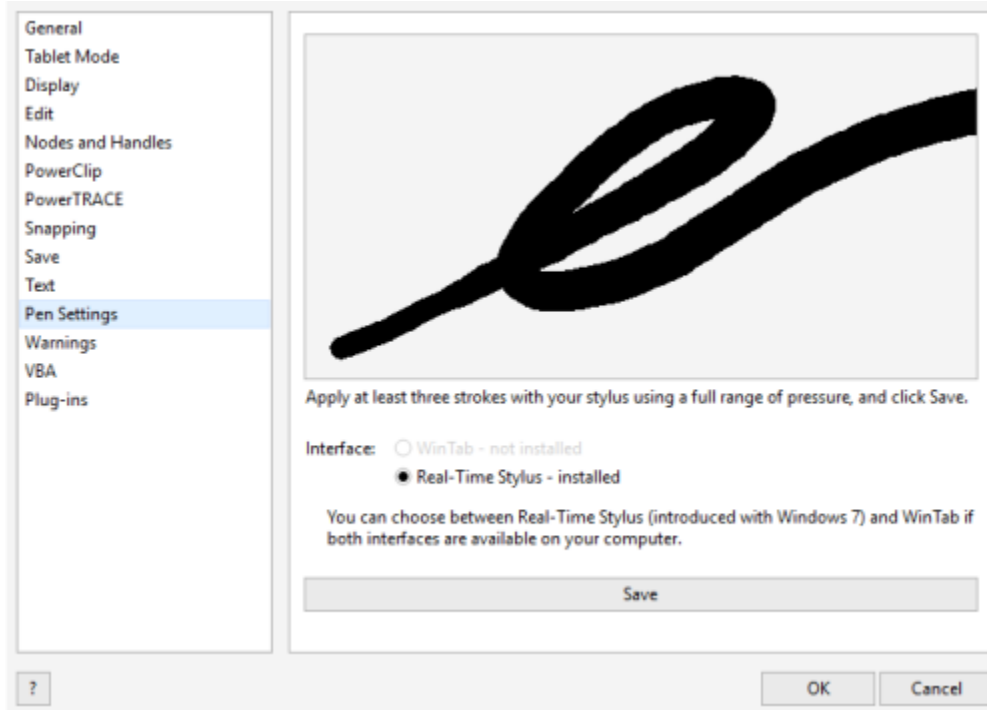 General
Tablet Mode
Display
Edit
Nodes and Handles
PowerClip
PowerTRACE
Snapping
Save
Text
Pen Settings
Warnings
VBA
Plug-ins
Apply at least three strokes with your stylus using a full range of pressure, and click Save.
Interface:
WinTab - not installed
Real-Time Stylus - installed
You can choose between Real-Time Stylus (introduced with Windows 7) and WinTab if
both interfaces are available on your computer.
Save
?
OK
Cancel